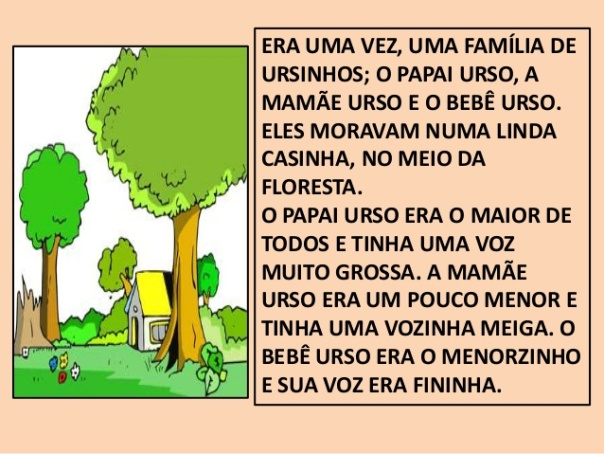 ERA UMA VEZ, UMA FAMÍLIA DE
URSINHOS; O PAPAI URSO, A
MAMÃE URSO E O BEBÊ URSO.
ELES MORAVAM NUMA LINDA
CASINHA, NO MEIO DA
FLORESTA.
O PAPAI URSO ERA O MAIOR DE
TODOS E TINHA UMA VOZ
MUITO GROSSA. A MAMÃE
URSO ERA UM POUCO MENOR E
TINHA UMA VOZINHA MEIGA. O
BEBÊ URSO ERA O MENORZINHO
E SUA VOZ ERA FININHA.